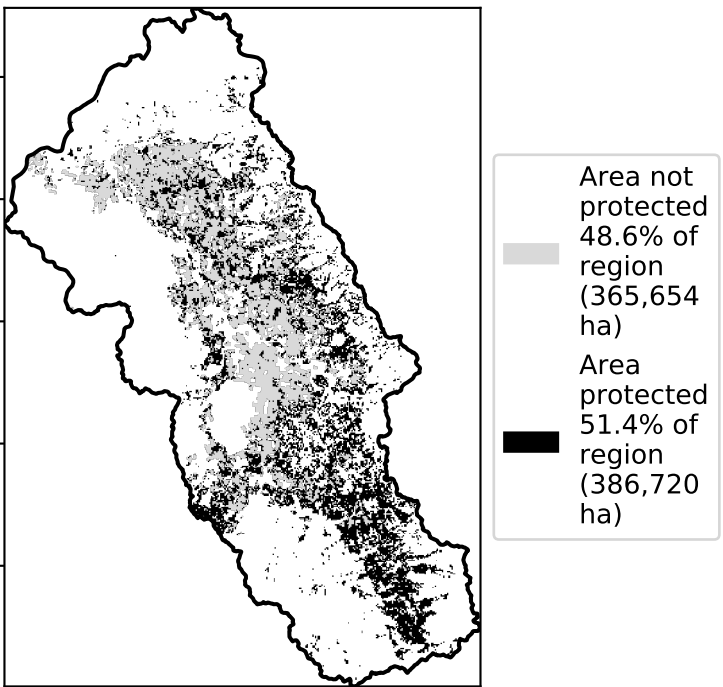 Area not
protected
48.6% of
region
(365,654
ha)
Area
protected
51.4% of
region
(386,720
ha)